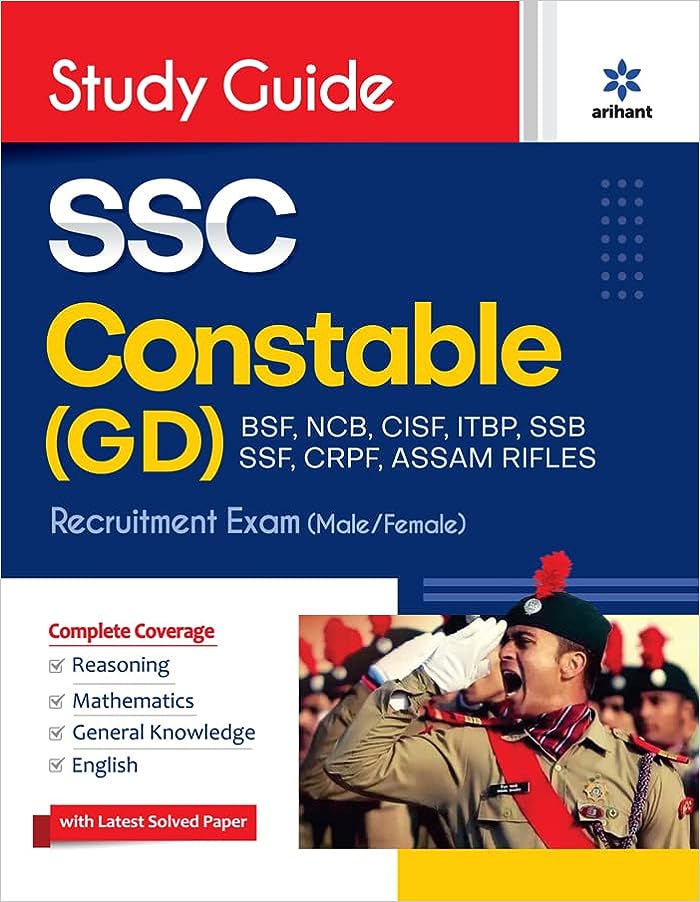 Study Guide
arihant
SSC
Constable
(GD) BSF, NCB, CISF, ITBP, SSB
SSF, CRPF, ASSAM RIFLES
Recruitment Exam (Male/Female)
Complete Coverage
Reasoning
Mathematics
General Knowledge
English
with Latest Solved Paper